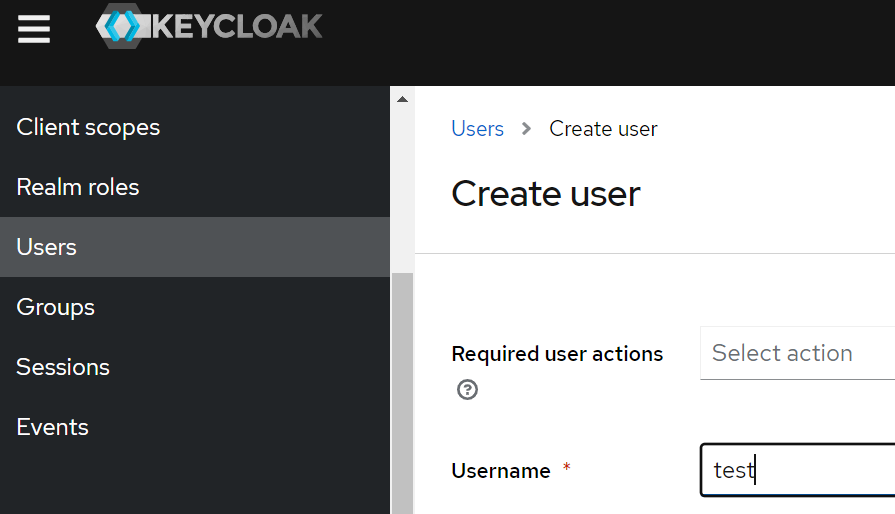 KEYCLOAK
Client scopes
Realm roles
Users
Groups
Sessions
Events
Users > Create user
Create user
Required user actions
Select action
Username *
test